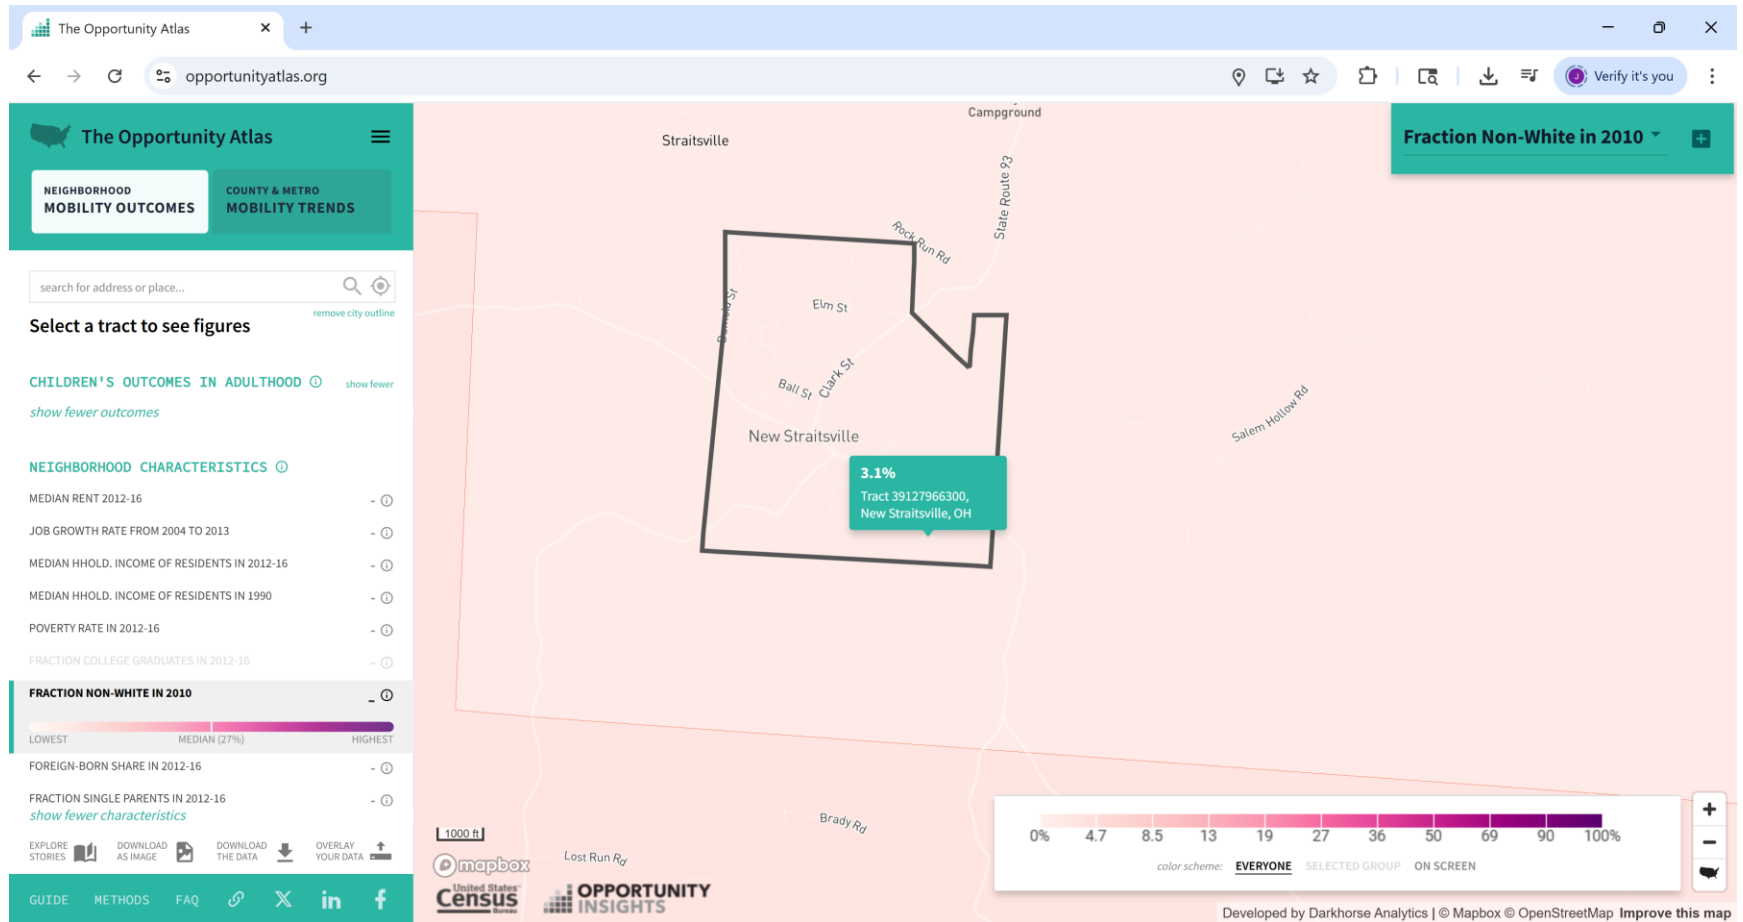 The Opportunity Atlas
opportunityatlas.org
Verify it's you
The Opportunity Atlas
NEIGHBORHOOD
MOBILITY OUTCOMES
COUNTY & METRO
MOBILITY TRENDS
search for address or place...
remove city outline
Select a tract to see figures
CHILDREN'S OUTCOMES IN ADULTHOOD
show fewer
show fewer outcomes
NEIGHBORHOOD CHARACTERISTICS
MEDIAN RENT 2012-16 -
JOB GROWTH RATE FROM 2004 TO 2013 -
MEDIAN HHOLD. INCOME OF RESIDENTS IN 2012-16 -
MEDIAN HHOLD. INCOME OF RESIDENTS IN 1990 -
POVERTY RATE IN 2012-16 -
FRACTION COLLEGE GRADUATES IN 2012-16 -
FRACTION NON-WHITE IN 2010 -
LOWEST MEDIAN (27%) HIGHEST
FOREIGN-BORN SHARE IN 2012-16 -
FRACTION SINGLE PARENTS IN 2012-16 -
show fewer characteristics
EXPLORE
STORIES
DOWNLOAD
AS IMAGE
DOWNLOAD
THE DATA
OVERLAY
YOUR DATA
GUIDE METHODS FAQ
Campground
Straitsville
State Route 93
Rock Run Rd
Elm St
Clark St
Ball St
New Straitsville
Salem Hollow Rd
3.1%
Tract 39127966300,
New Straitsville, OH
Brady Rd
Lost Run Rd
Fraction Non-White in 2010
1000 ft
mapbox
United States®
Census
Bureau
OPPORTUNITY
INSIGHTS
0% 4.7 8.5 13 19 27 36 50 69 90 100%
color scheme: EVERYONE SELECTED GROUP ON SCREEN
Developed by Darkhorse Analytics | © Mapbox © OpenStreetMap Improve this map